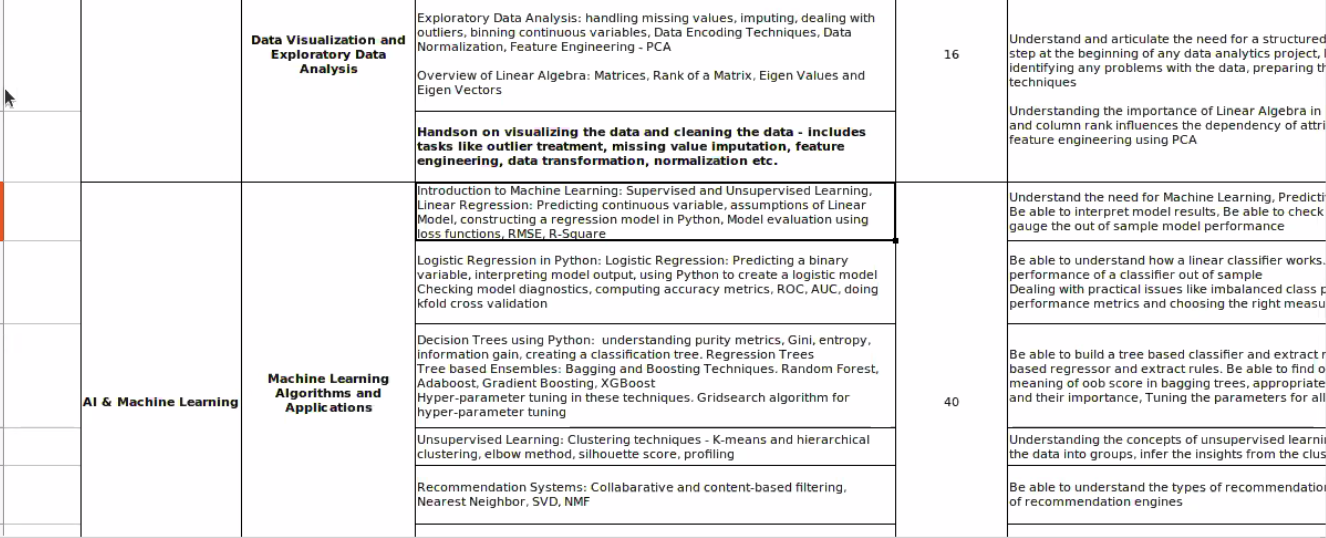 Data Visualization and
Exploratory Data
Analysis
Exploratory Data Analysis: handling missing values, imputing, dealing with
outliers, binning continuous variables, Data Encoding Techniques, Data
Normalization, Feature Engineering - PCA
Overview of Linear Algebra: Matrices, Rank of a Matrix, Eigen Values and
Eigen Vectors
Handson on visualizing the data and cleaning the data - includes
tasks like outlier treatment, missing value imputation, feature
engineering, data transformation, normalization etc.
16
Understand and articulate the need for a structured
step at the beginning of any data analytics project,
identifying any problems with the data, preparing
techniques
Understanding the importance of Linear Algebra in
and column rank influences the dependency of
feature engineering using PCA
AI & Machine Learning
Machine Learning
Algorithms and
Applications
Introduction to Machine Learning: Supervised and Unsupervised Learning,
Linear Regression: Predicting continuous variable, assumptions of Linear
Model, constructing a regression model in Python, Model evaluation using
loss functions, RMSE, R-Square
Logistic Regression in Python: Logistic Regression: Predicting a binary
variable, interpreting model output, using Python to create a logistic model
Checking model diagnostics, computing accuracy metrics, ROC, AUC, doing
kfold cross validation
Decision Trees using Python:  understanding purity metrics, Gini, entropy,
information gain, creating a classification tree. Regression Trees
Tree based Ensembles: Bagging and Boosting Techniques. Random Forest,
Adaboost, Gradient Boosting, XGBoost
Hyper-parameter tuning in these techniques. Gridsearch algorithm for
hyper-parameter tuning
Unsupervised Learning: Clustering techniques - K-means and hierarchical
clustering, elbow method, silhouette score, profiling
Recommendation Systems: Collabarative and content-based filtering,
Nearest Neighbor, SVD, NMF
40
Understand the need for Machine Learning,
Be able to interpret model results, Be able to check
gauge the out of sample model performance
Be able to understand how a linear classifier works.
performance of a classifier out of sample
Dealing with practical issues like imbalanced class
performance metrics and choosing the right
Be able to build a tree based classifier and extract
based regressor and extract rules. Be able to find
meaning of oob score in bagging trees, appropriate
and their importance, Tuning the parameters for all
Understanding the concepts of unsupervised
the data into groups, infer the insights from the
Be able to understand the types of
of recommendation engines